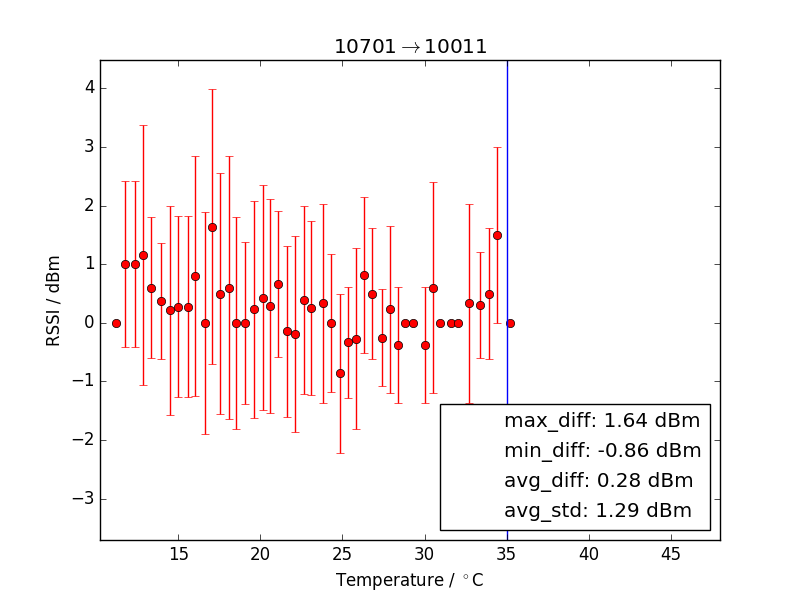 10701→10011
4
3
2
1
0
−1
−2
−3
RSSI / dBm
max_diff: 1.64 dBm
min_diff: -0.86 dBm
avg_diff: 0.28 dBm
avg_std: 1.29 dBm
15 20 25 30 35 40 45
Temperature / °C